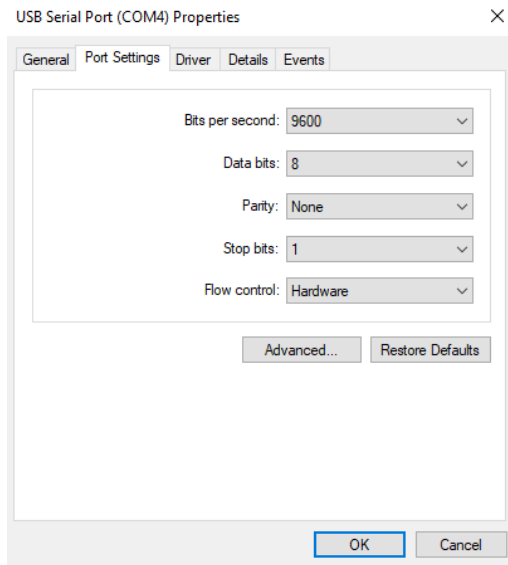 USB Serial Port (COM4) Properties
General Port Settings Driver Details Events
Bits per second: 9600
Data bits: 8
Parity: None
Stop bits: 1
Flow control: Hardware
Advanced... Restore Defaults
OK Cancel